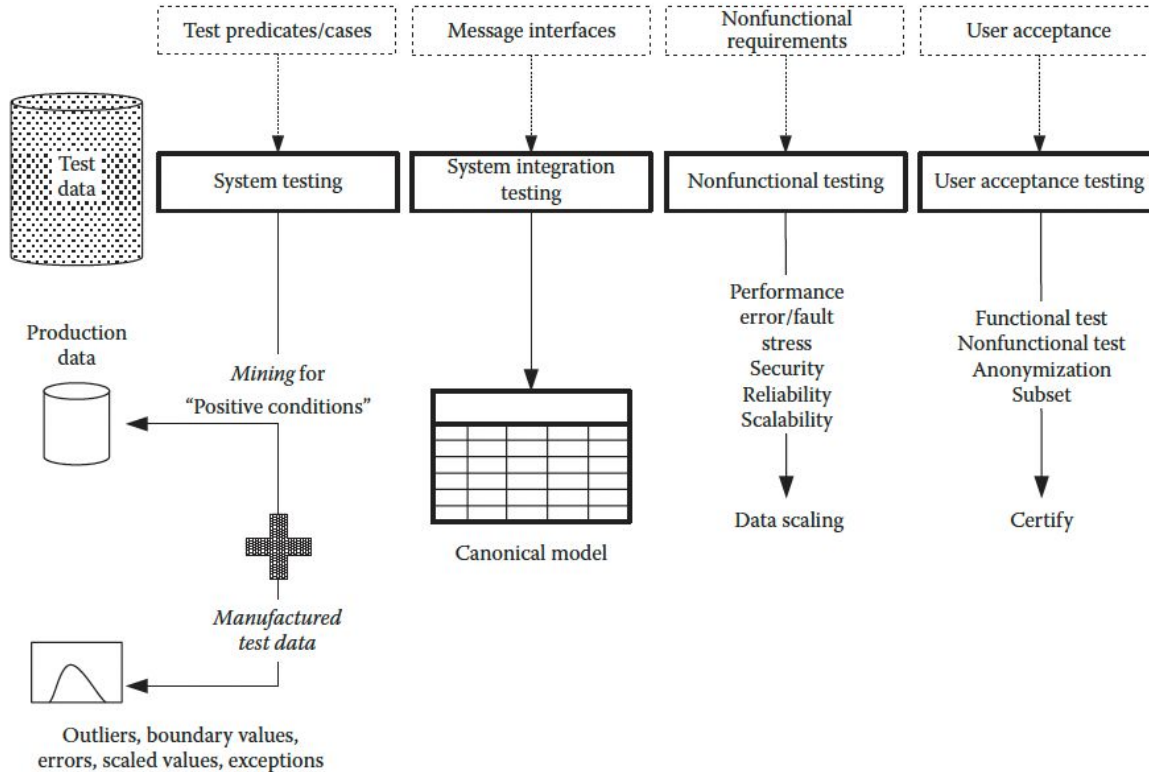 Test predicates/cases
Message interfaces
Nonfunctional
requirements
User acceptance
Test
data
System testing
System integration
testing
Nonfunctional testing
User acceptance testing
Production
data
Mining for
“Positive conditions”
Performance
error/fault
stress
Security
Reliability
Scalability
Functional test
Nonfunctional test
Anonymization
Subset
Canonical model
Data scaling
Certify
Manufactured
test data
Outliers, boundary values,
errors, scaled values, exceptions